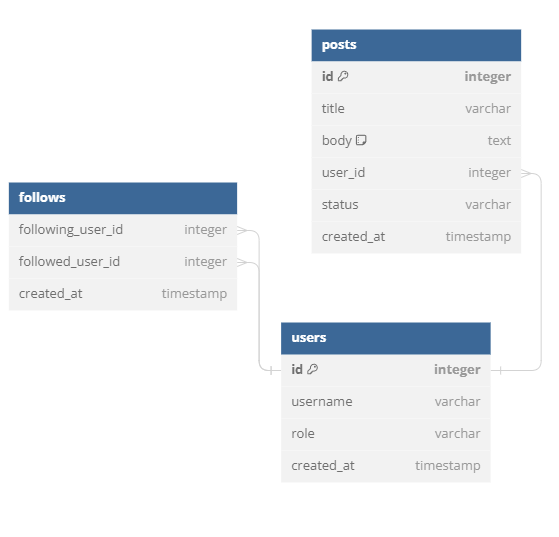 posts
id integer
title varchar
body text
user_id integer
status varchar
created_at timestamp
follows
following_user_id integer
followed_user_id integer
created_at timestamp
users
id integer
username varchar
role varchar
created_at timestamp